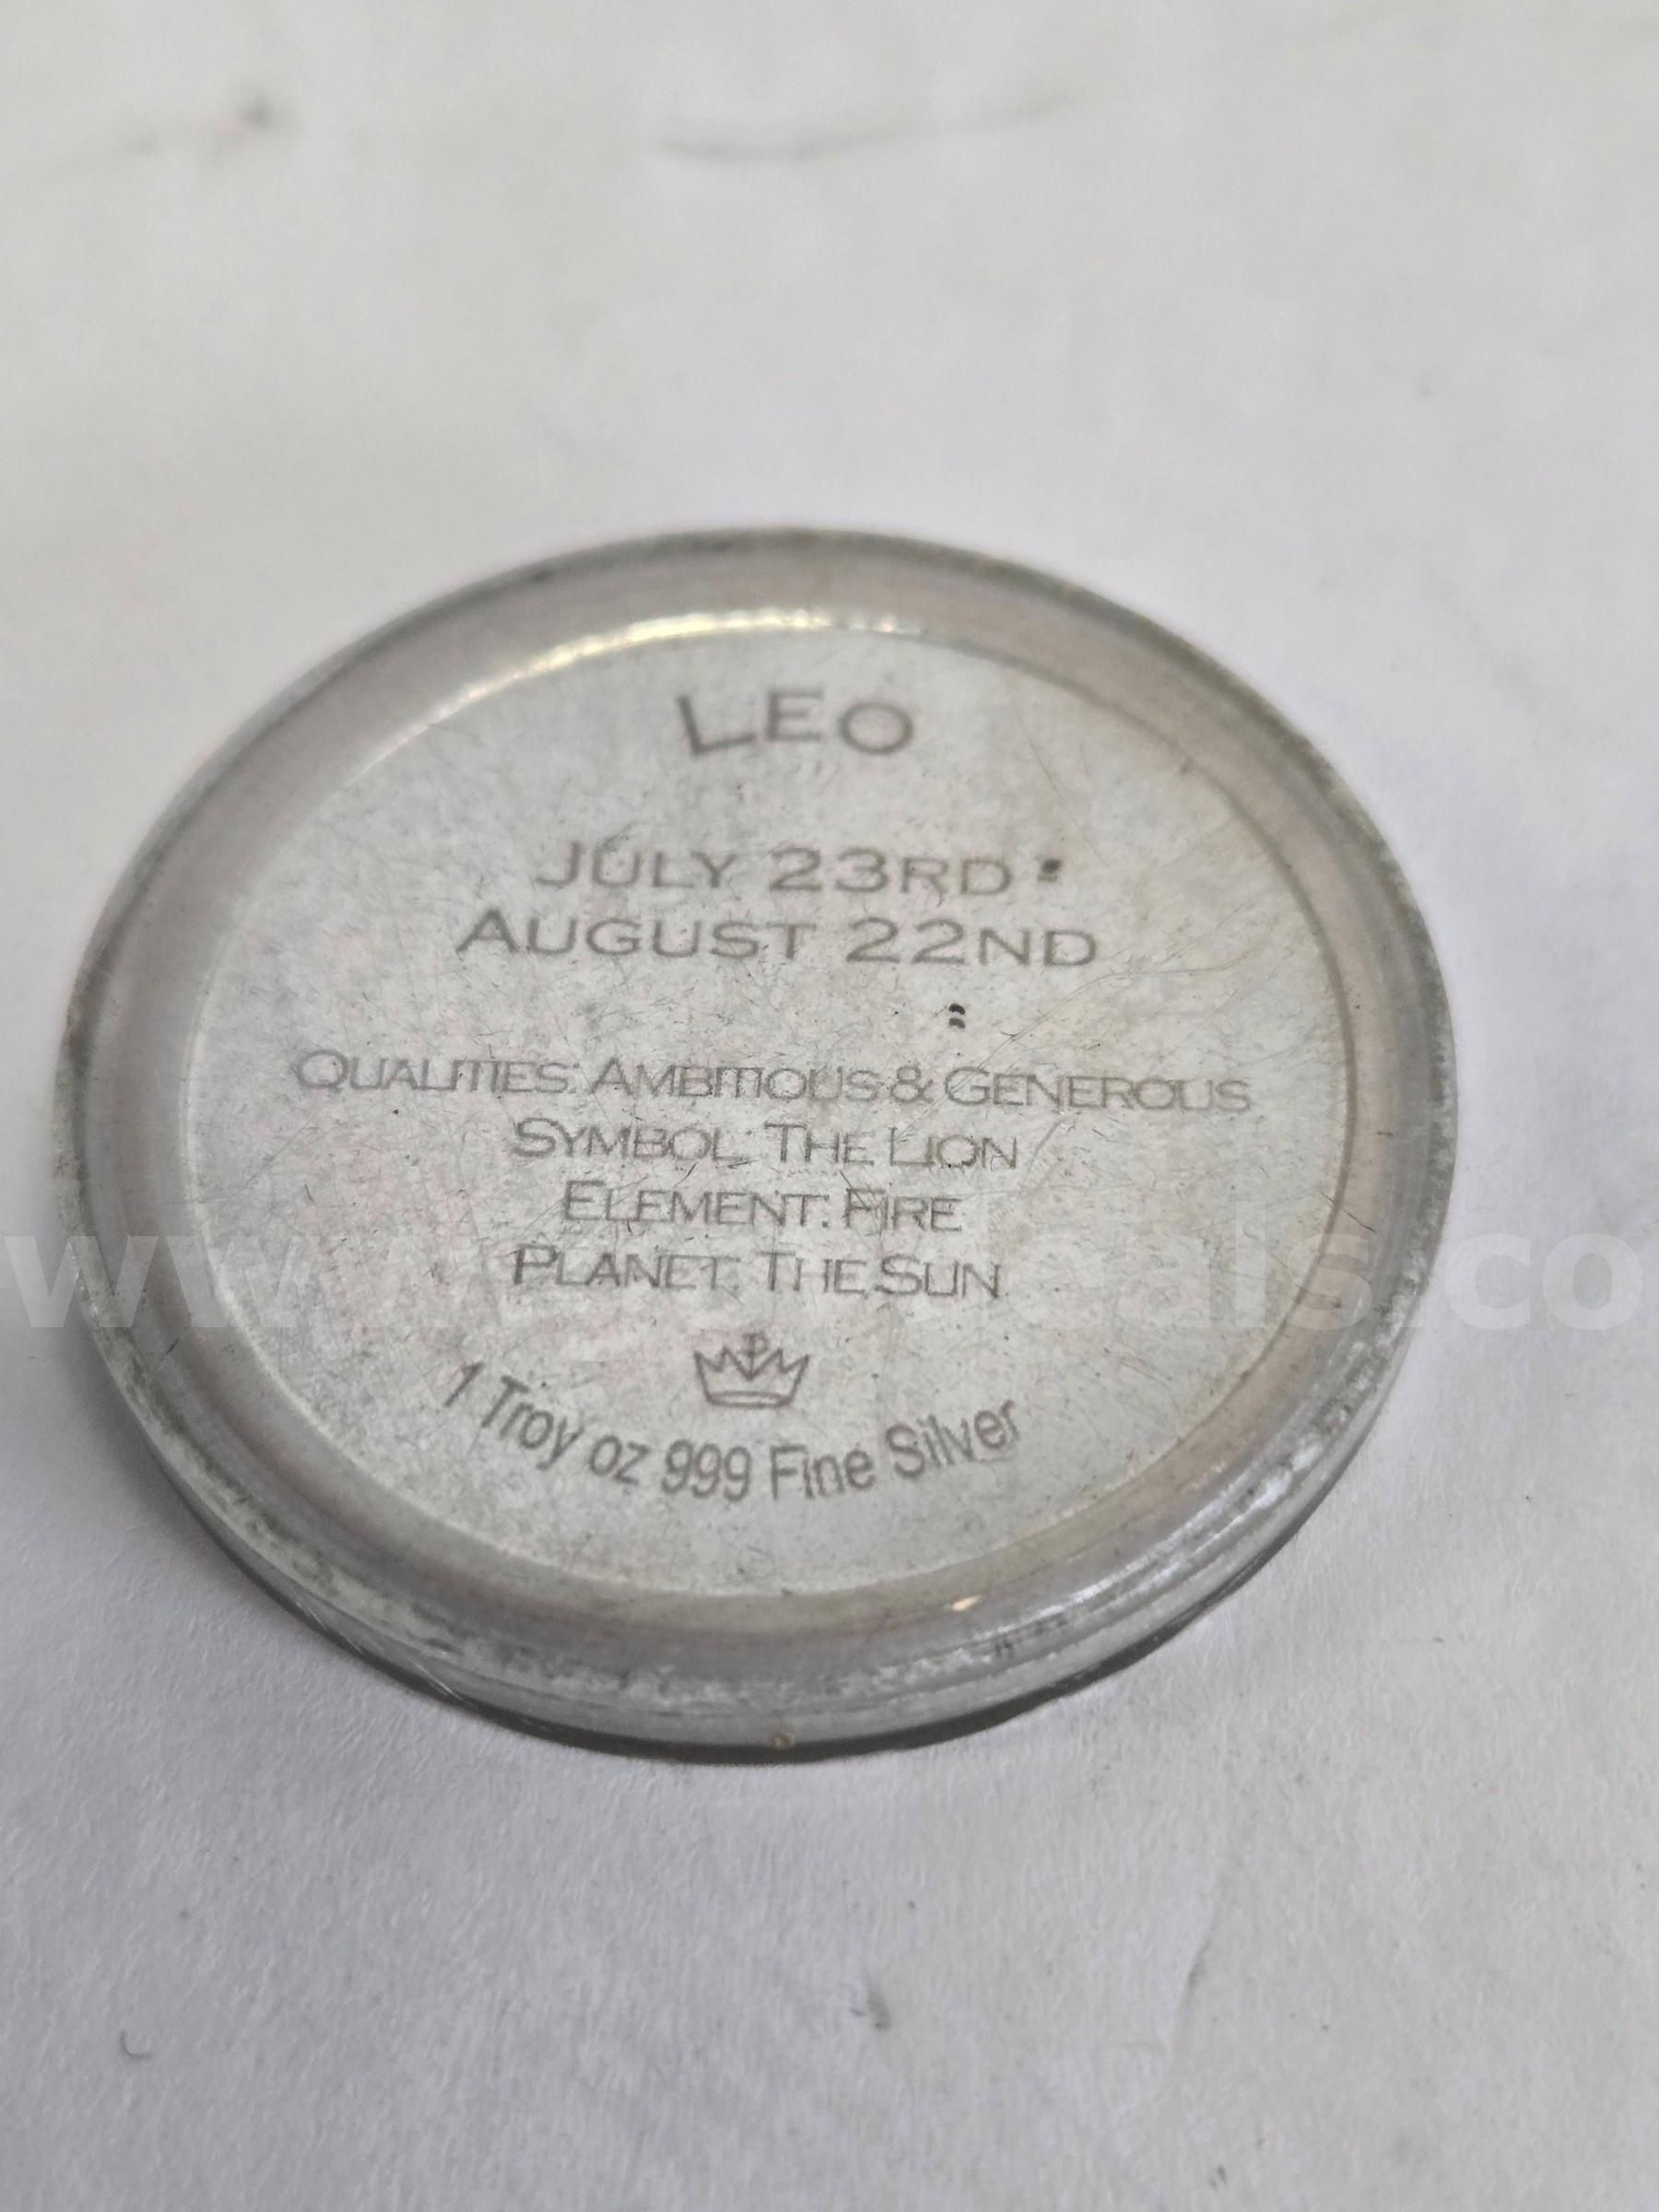 LEO
JULY 23RD -
AUGUST 22ND
QUALITIES: AMBITIOUS & GENEROUS
SYMBOL: THE LION
ELEMENT: FIRE
PLANET: THE SUN
1 Troy oz 999 Fine Silver